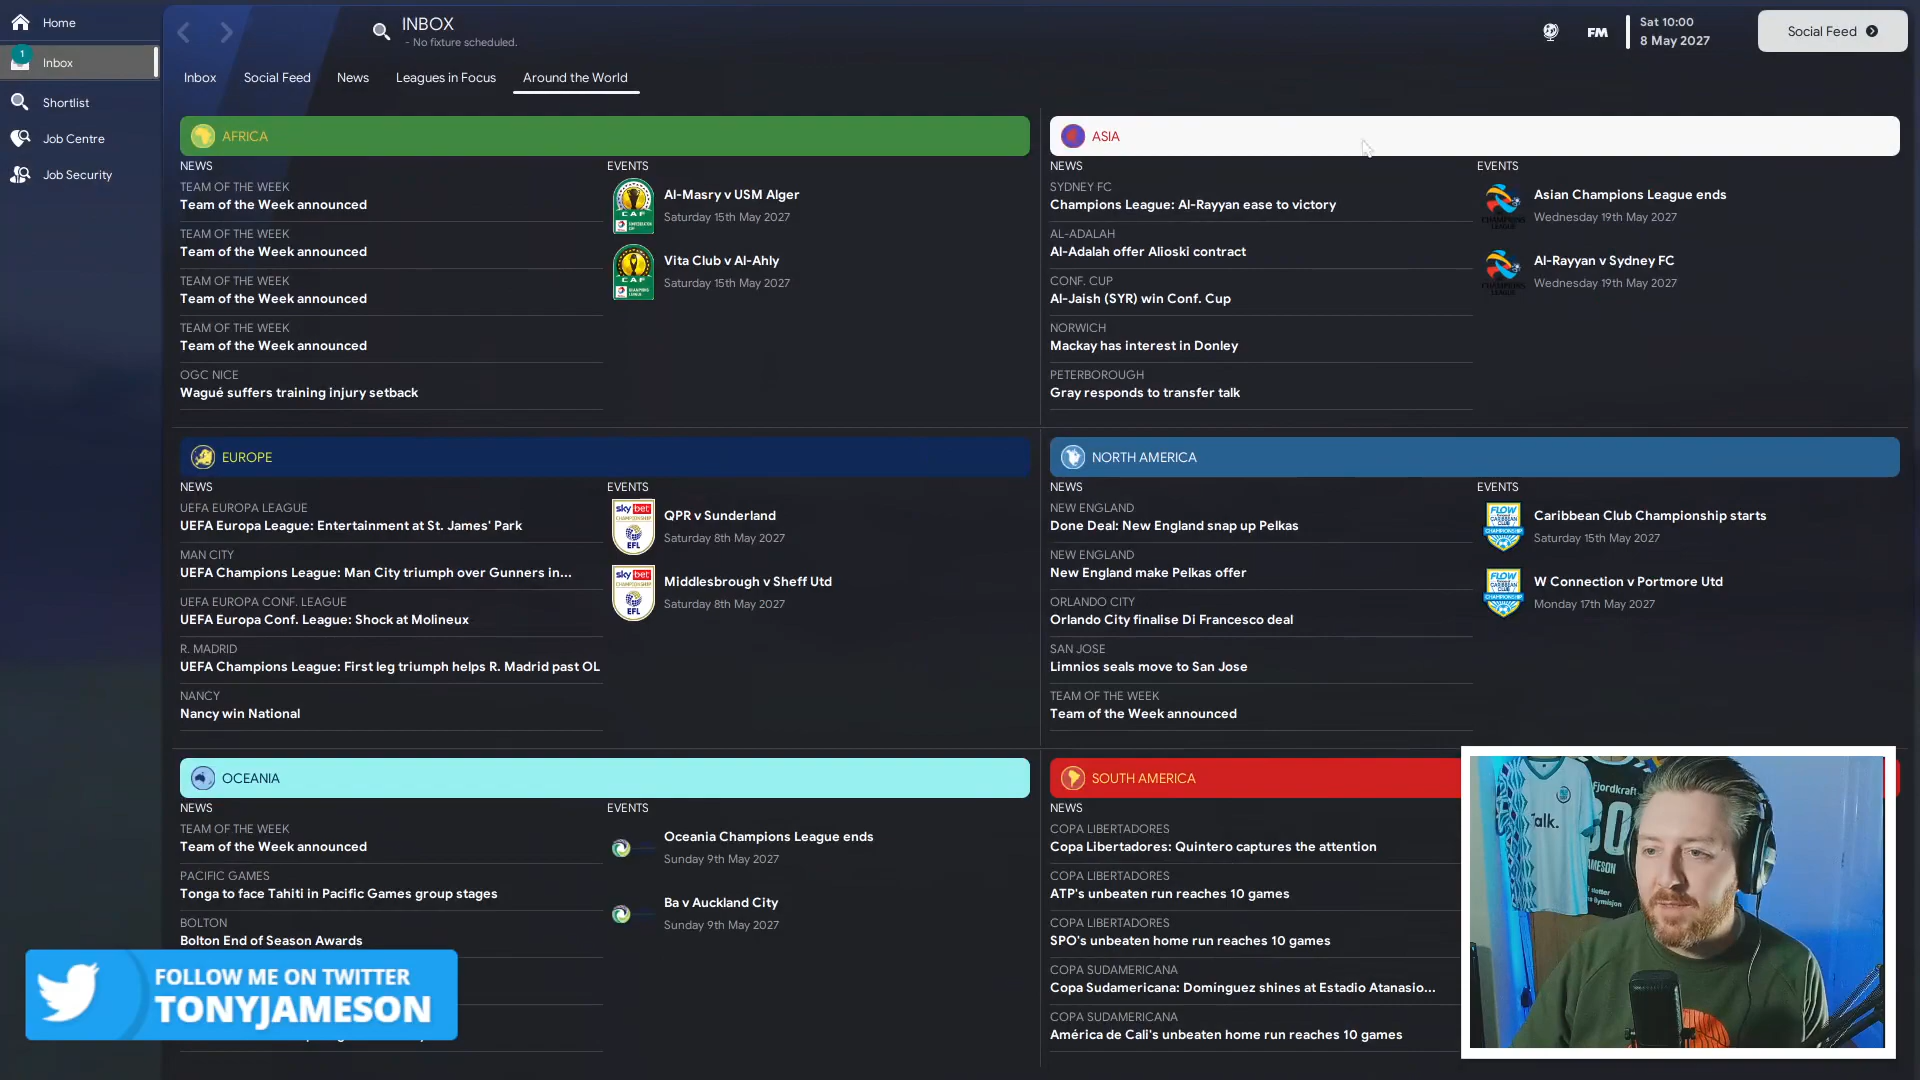 Home
1
Inbox
Shortlist
Job Centre
Job Security
INBOX
- No fixture scheduled.
FM
Sat 10:00
8 May 2027
Social Feed
Inbox
Social Feed
News
Leagues in Focus
Around the World
AFRICA
NEWS
TEAM OF THE WEEK
Team of the Week announced
TEAM OF THE WEEK
Team of the Week announced
TEAM OF THE WEEK
Team of the Week announced
TEAM OF THE WEEK
Team of the Week announced
OGC NICE
Wagué suffers training injury setback
EVENTS
CAF
Al-Masry v USM Alger
Saturday 15th May 2027
CAF
Vita Club v Al-Ahly
Saturday 15th May 2027
ASIA
NEWS
SYDNEY FC
Champions League: Al-Rayyan ease to victory
AL-ADALAH
Al-Adalah offer Alioski contract
CONF. CUP
Al-Jaish (SYR) win Conf. Cup
NORWICH
Mackay has interest in Donley
PETERBOROUGH
Gray responds to transfer talk
EVENTS
Asian Champions League ends
Wednesday 19th May 2027
Al-Rayyan v Sydney FC
Wednesday 19th May 2027
EUROPE
NEWS
UEFA EUROPA LEAGUE
UEFA Europa League: Entertainment at St. James' Park
MAN CITY
UEFA Champions League: Man City triumph over Gunners in...
UEFA EUROPA CONF. LEAGUE
UEFA Europa Conf. League: Shock at Molineux
R. MADRID
UEFA Champions League: First leg triumph helps R. Madrid past OL
NANCY
Nancy win National
EVENTS
sky bet
EFL
QPR v Sunderland
Saturday 8th May 2027
sky bet
EFL
Middlesbrough v Sheff Utd
Saturday 8th May 2027
NORTH AMERICA
NEWS
NEW ENGLAND
Done Deal: New England snap up Pelkas
NEW ENGLAND
New England make Pelkas offer
ORLANDO CITY
Orlando City finalise Di Francesco deal
SAN JOSE
Limnios seals move to San Jose
TEAM OF THE WEEK
Team of the Week announced
EVENTS
FLOW
Caribbean Club Championship starts
Saturday 15th May 2027
FLOW
W Connection v Portmore Utd
Monday 17th May 2027
OCEANIA
NEWS
TEAM OF THE WEEK
Team of the Week announced
PACIFIC GAMES
Tonga to face Tahiti in Pacific Games group stages
BOLTON
Bolton End of Season Awards
EVENTS
Oceania Champions League ends
Sunday 9th May 2027
Ba v Auckland City
Sunday 9th May 2027
SOUTH AMERICA
NEWS
COPA LIBERTADORES
Copa Libertadores: Quintero captures the attention
COPA LIBERTADORES
ATP's unbeaten run reaches 10 games
COPA LIBERTADORES
SPO's unbeaten home run reaches 10 games
COPA SUDAMERICANA
Copa Sudamericana: Domínguez shines at Estadio Atanasio...
COPA SUDAMERICANA
América de Cali's unbeaten home run reaches 10 games
FOLLOW ME ON TWITTER
TONYJAMESON
Fjordkraft
Talk.